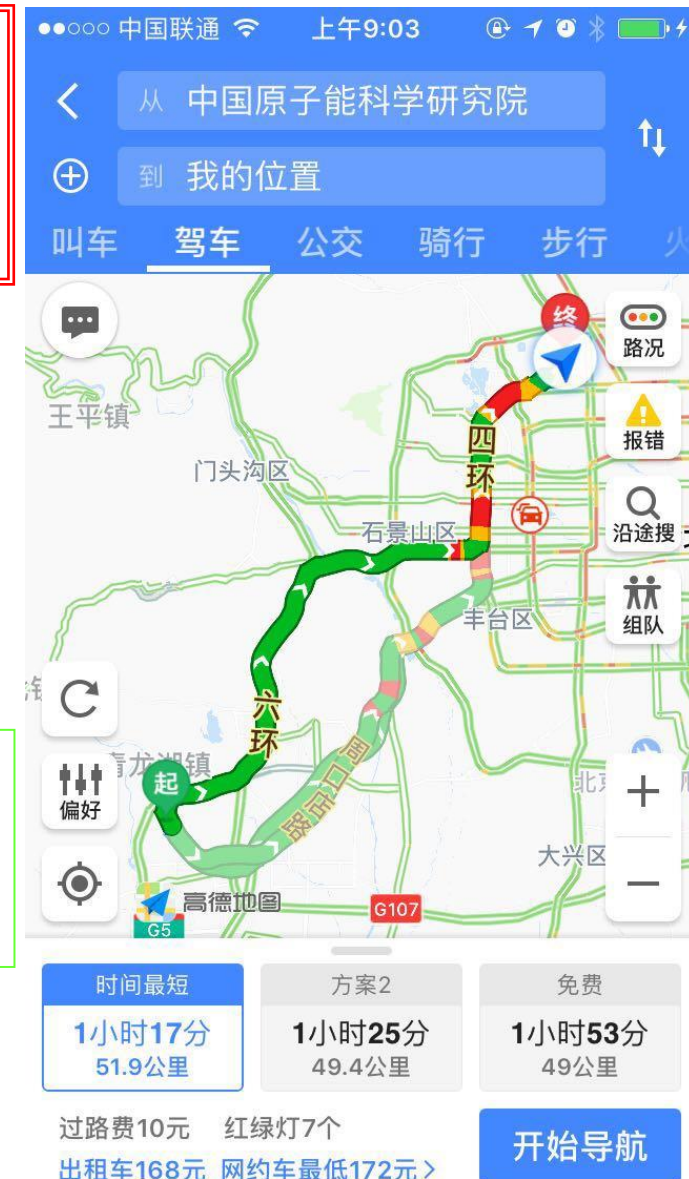 中国联通 上午9:03
从 中国原子能科学研究院
到 我的位置
叫车 驾车 公交 骑行 步行
终
路况
王平镇
报错
四环
门头沟区
沿途搜
石景山区
组队
丰台区
六环
周口店路
青龙湖镇
起
偏好
大兴区
高德地图
G107
G5
时间最短 方案2 免费
1小时17分 1小时25分 1小时53分
51.9公里 49.4公里 49公里
过路费10元 红绿灯7个
出租车168元 网约车最低172元>
开始导航